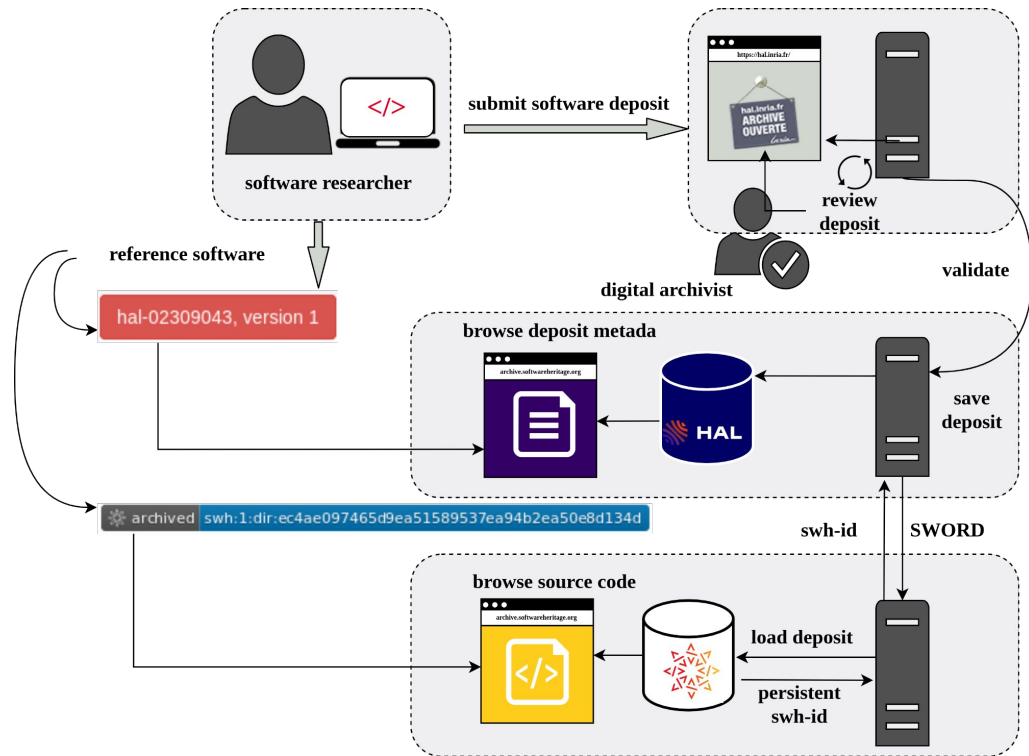 https://hal.inria.fr/
hal.inria.fr
ARCHIVE
OUVERTE
Inria
</>
submit software deposit
software researcher
review
deposit
reference software
validate
digital archivist
hal-02309043, version 1
browse deposit metada
archive.softwareheritage.org
HAL
save
deposit
archived swh:1:dir:ec4ae097465d9ea51589537ea94b2ea50e8d134d
swh-id
SWORD
browse source code
archive.softwareheritage.org
</>
load deposit
persistent
swh-id